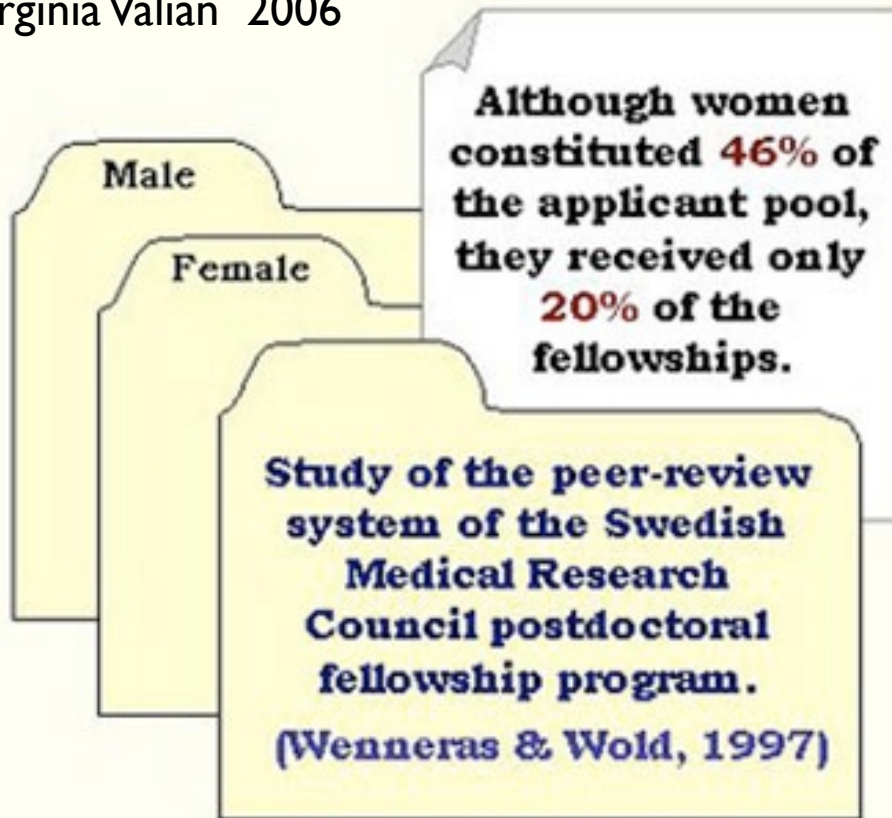 rginia Valian 2006
Although women
constituted 46% of
the applicant pool,
they received only
20% of the
fellowships.
Male
Female
Study of the peer-review
system of the Swedish
Medical Research
Council postdoctoral
fellowship program.
(Wenneras & Wold, 1997)